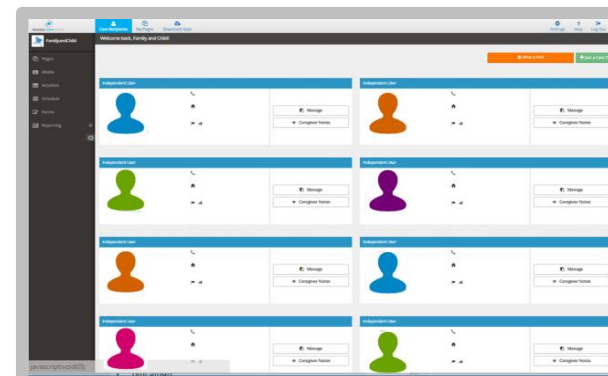 Care Recipients
My Pages
Download Apps
Settings
Help
Log Out
FamilyandChild
Welcome back, Family and Child!
Pages
Media
Activities
Schedule
Forms
Reporting
Independent User
Manage
Caregiver Notes
Independent User
Manage
Caregiver Notes
Independent User
Manage
Caregiver Notes
Independent User
Manage
Caregiver Notes
Independent User
Manage
Caregiver Notes
Independent User
Manage
Caregiver Notes
Independent User
Manage
Caregiver Notes
Independent User
Manage
Caregiver Notes
javascript:void(0);